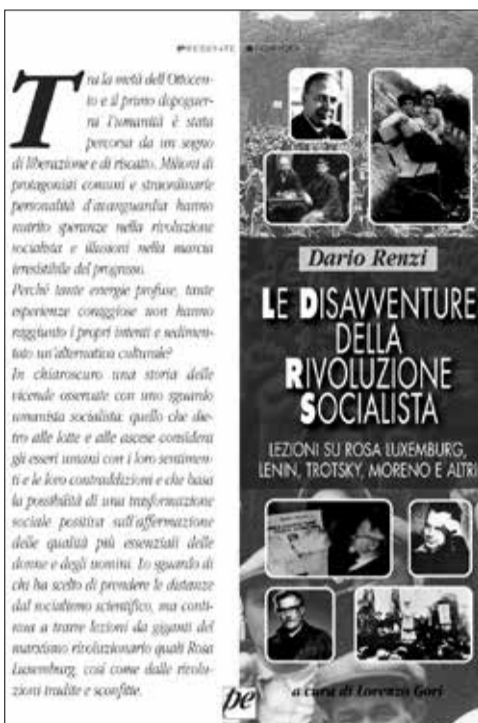 PRESENTE E STORIA
Tra la metà dell'Ottocen-
to e il primo dopoguer-
ra l'umanità è stata
percorsa da un sogno
di liberazione e di riscatto. Milioni di
protagonisti comuni e straordinarie
personalità d'avanguardia hanno
nutrito speranze nella rivoluzione
socialista e illusioni nella marcia
irresistibile del progresso.
Perché tante energie profuse, tante
esperienze coraggiose non hanno
raggiunto i propri intenti e sedimen-
tato un'alternativa culturale?
In chiaroscuro una storia delle
vicende osservate con uno sguardo
umanista socialista: quello che die-
tro alle lotte e alle ascese considera
gli esseri umani con i loro sentimen-
ti e le loro contraddizioni e che basa
la possibilità di una trasformazione
sociale positiva sull'affermazione
delle qualità più essenziali delle
donne e degli uomini. Lo sguardo di
chi ha scelto di prendere le distanze
dal socialismo scientifico, ma conti-
nua a trarre lezioni da giganti del
marxismo rivoluzionario quali Rosa
Luxemburg, così come dalle rivolu-
zioni tradite e sconfitte.
Dario Renzi
LE DISAVVENTURE
DELLA
RIVOLUZIONE
SOCIALISTA
LEZIONI SU ROSA LUXEMBURG,
LENIN, TROTSKY, MORENO E ALTRI
pe
a cura di Lorenzo Gori